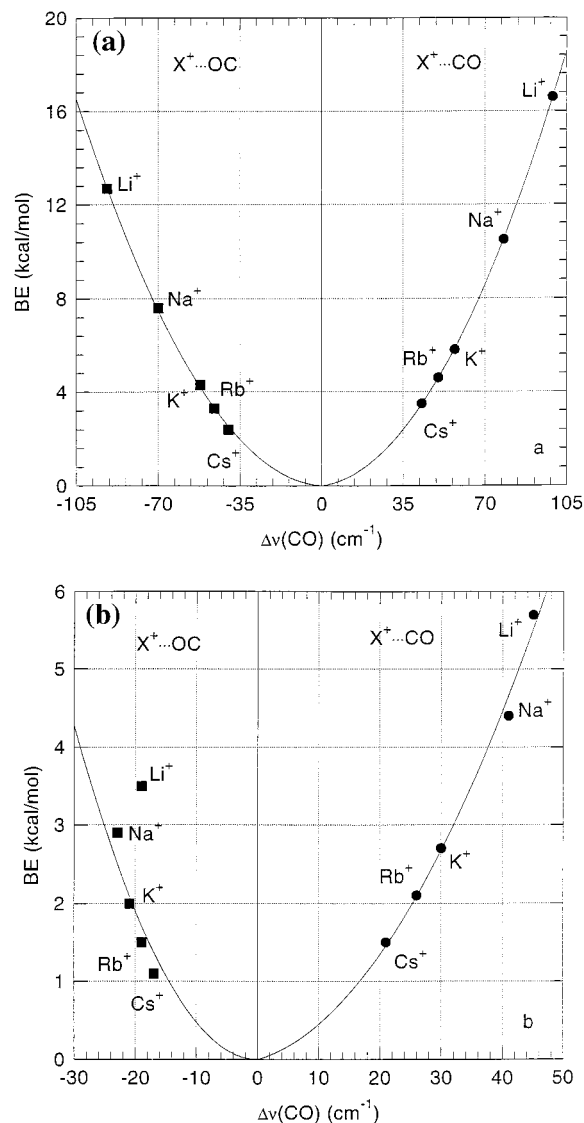 (a)
20
16
12
8
4
0
BE (kcal/mol)
X⁺...OC
X⁺...CO
Li⁺
Na⁺
K⁺
Rb⁺
Cs⁺
Li⁺
Na⁺
Rb⁺
K⁺
Cs⁺
a
-105 -70 -35 0 35 70 105
Δν(CO) (cm⁻¹)
(b)
6
5
4
3
2
1
0
BE (kcal/mol)
X⁺...OC
X⁺...CO
Li⁺
Na⁺
K⁺
Rb⁺
Cs⁺
Li⁺
Na⁺
Rb⁺
K⁺
Cs⁺
b
-30 -20 -10 0 10 20 30 40 50
Δν(CO) (cm⁻¹)